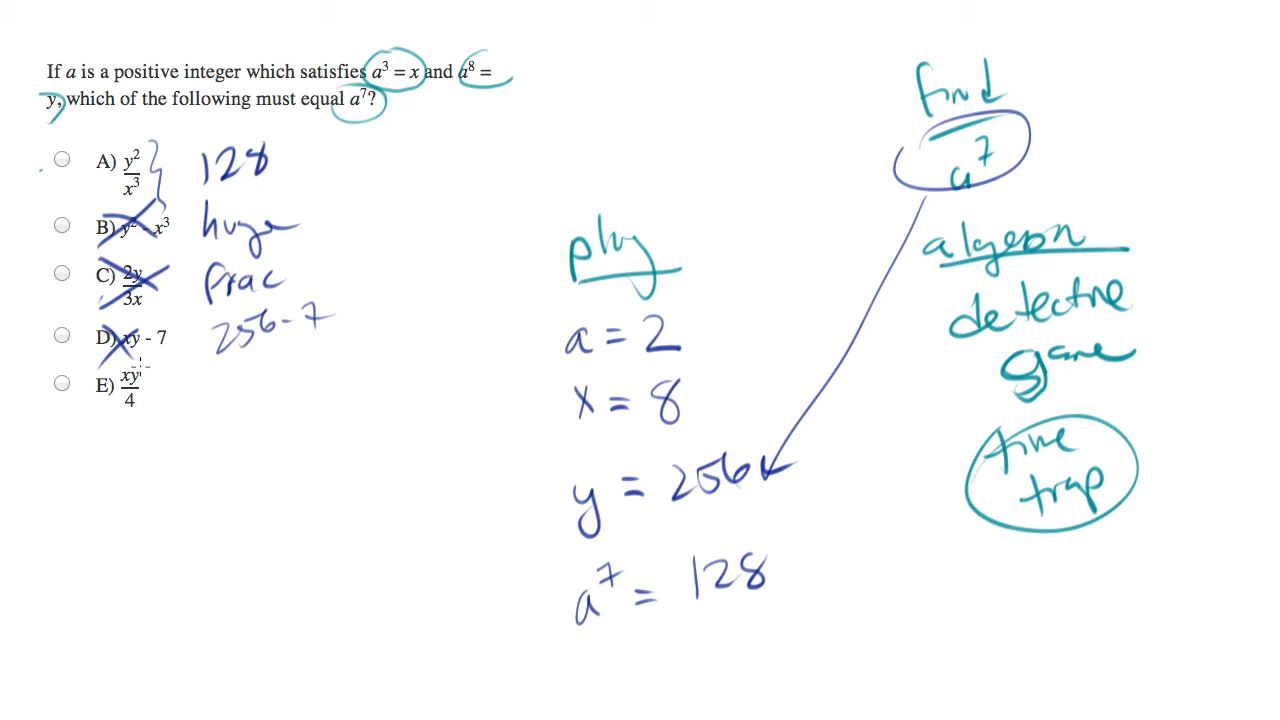 If a is a positive integer which satisfies a³ = x and a⁸ =
y, which of the following must equal a⁷?
A) y²/x³
128
B) y² - x³
huge
C) 2y/3x
frac
D) xy - 7
256-7
E) xy/4
plug
a = 2
x = 8
y = 256
a⁷ = 128
find
a⁷
algebra
detective
game
time
trap